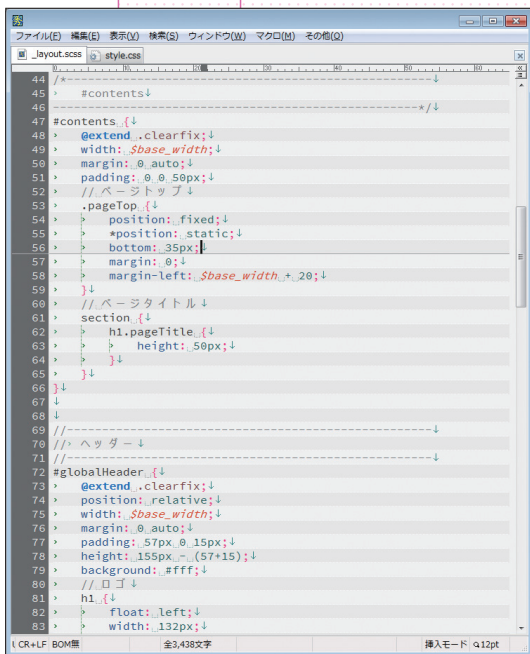 秀
ファイル(F) 編集(E) 表示(V) 検索(S) ウィンドウ(W) マクロ(M) その他(O)
_layout.scss style.css
0 10 20 30 40 50 60
44 /*------------------------------------------------------------↓
45 #contents↓
46 ------------------------------------------------------------*/↓
47 #contents {↓
48 @extend .clearfix;↓
49 width: $base_width;↓
50 margin: 0 auto;↓
51 padding: 0 0 50px;↓
52 // ページトップ↓
53 .pageTop {↓
54 position: fixed;↓
55 *position: static;↓
56 bottom: 35px;↓
57 margin: 0;↓
58 margin-left: $base_width + 20;↓
59 }↓
60 // ページタイトル↓
61 section {↓
62 h1.pageTitle {↓
63 height: 50px;↓
64 }↓
65 }↓
66 }↓
67 ↓
68 ↓
69 //------------------------------------------------------------↓
70 // ヘッダー↓
71 //------------------------------------------------------------↓
72 #globalHeader {↓
73 @extend .clearfix;↓
74 position: relative;↓
75 width: $base_width;↓
76 margin: 0 auto;↓
77 padding: 57px 0 15px;↓
78 height: 155px - (57+15);↓
79 background: #fff;↓
80 // ロゴ↓
81 h1 {↓
82 float: left;↓
83 width: 132px;↓
CR+LF BOM無 全3,438文字 挿入モード 12pt